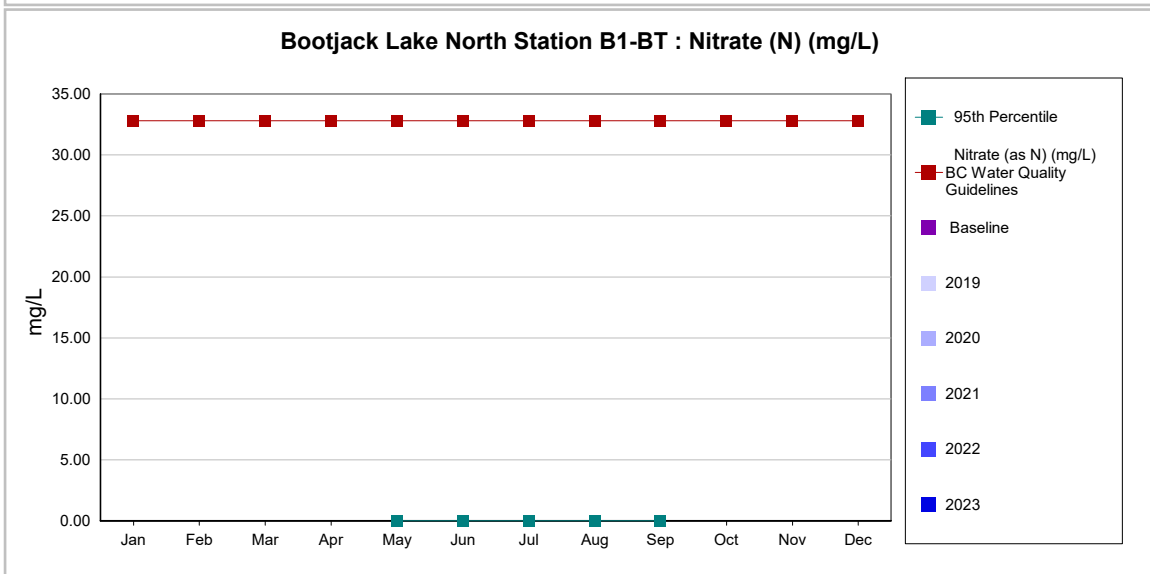 Bootjack Lake North Station B1-BT : Nitrate (N) (mg/L)
35.00
30.00
25.00
20.00
15.00
10.00
5.00
0.00
mg/L
Jan Feb Mar Apr May Jun Jul Aug Sep Oct Nov Dec
95th Percentile
Nitrate (as N) (mg/L)
BC Water Quality
Guidelines
Baseline
2019
2020
2021
2022
2023